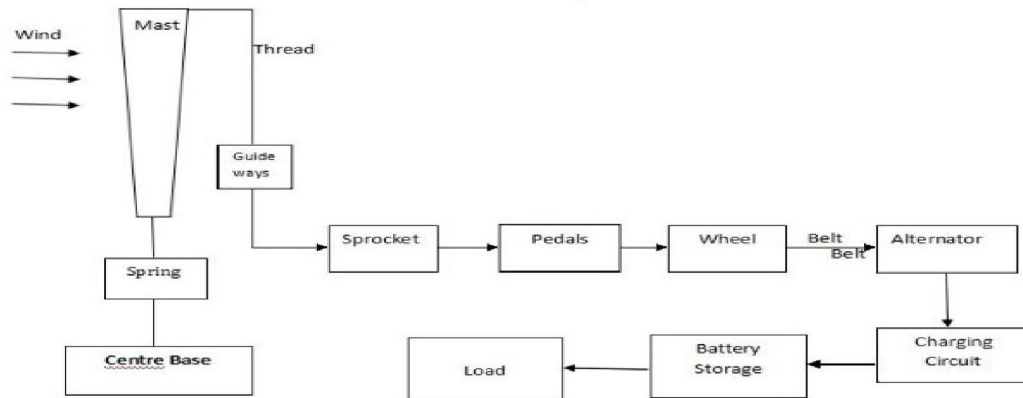 Mast
Wind
Thread
Guide
ways
Sprocket
Pedals
Wheel
Belt
Belt
Alternator
Spring
Centre Base
Load
Battery
Storage
Charging
Circuit